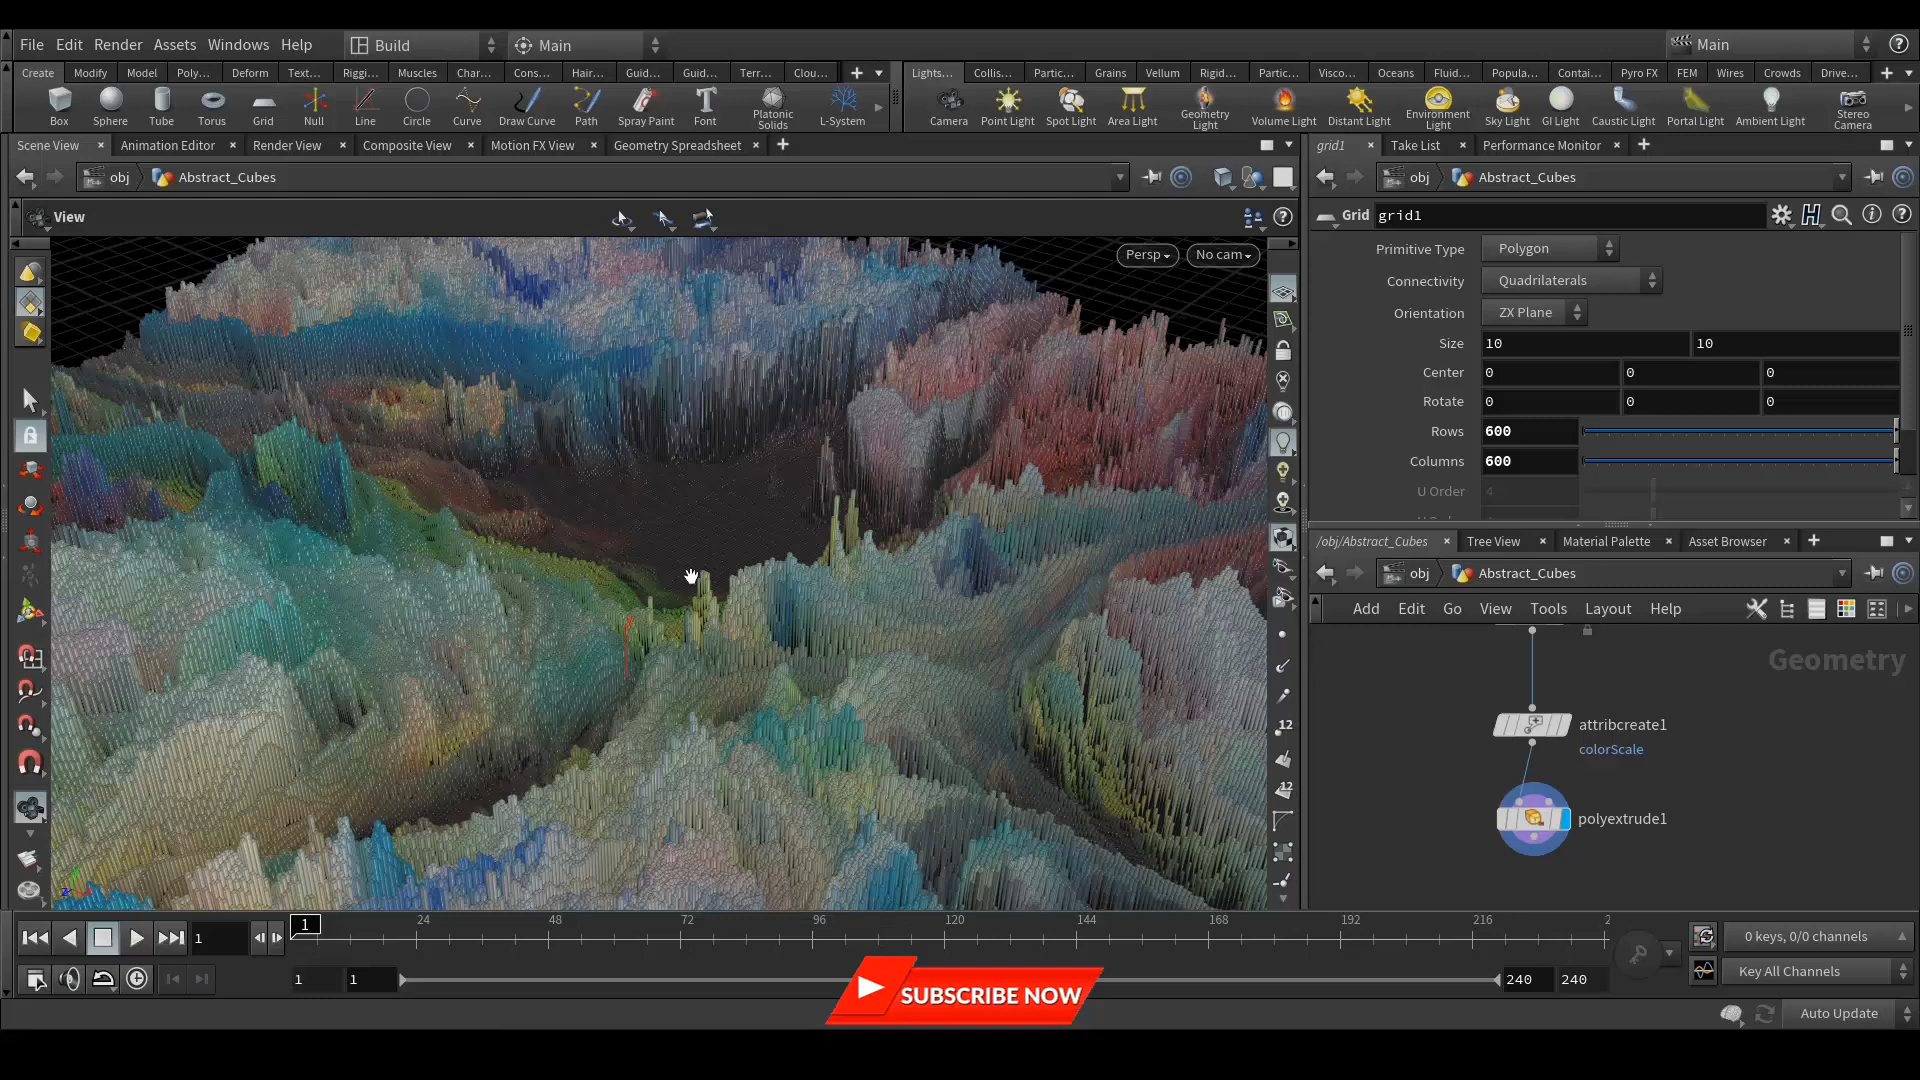 File Edit Render Assets Windows Help Build Main Main
Create Modify Model Poly... Deform Text... Riggi... Muscles Char... Cons... Hair... Guid... Guid... Terr... Clou... Lights... Collis... Partic... Grains Vellum Rigid... Partic... Visco... Oceans Fluid... Popula... Contai... Pyro FX FEM Wires Crowds Drive...
Box Sphere Tube Torus Grid Null Line Circle Curve Draw Curve Path Spray Paint Font Platonic Solids L-System Camera Point Light Spot Light Area Light Geometry Light Volume Light Distant Light Environment Light Sky Light GI Light Caustic Light Portal Light Ambient Light Stereo Camera
Scene View Animation Editor Render View Composite View Motion FX View Geometry Spreadsheet
obj Abstract_Cubes
View
Persp No cam
12
12
grid1 Take List Performance Monitor
obj Abstract_Cubes
Grid grid1
Primitive Type Polygon
Connectivity Quadrilaterals
Orientation ZX Plane
Size 10 10
Center 0 0 0
Rotate 0 0 0
Rows 600
Columns 600
U Order 4
/obj/Abstract_Cubes Tree View Material Palette Asset Browser
obj Abstract_Cubes
Add Edit Go View Tools Layout Help
Geometry
attribcreate1
colorScale
polyextrude1
1 1 24 48 72 96 120 144 168 192 216 2
0 keys, 0/0 channels
1 1 240 240 Key All Channels
SUBSCRIBE NOW
Auto Update